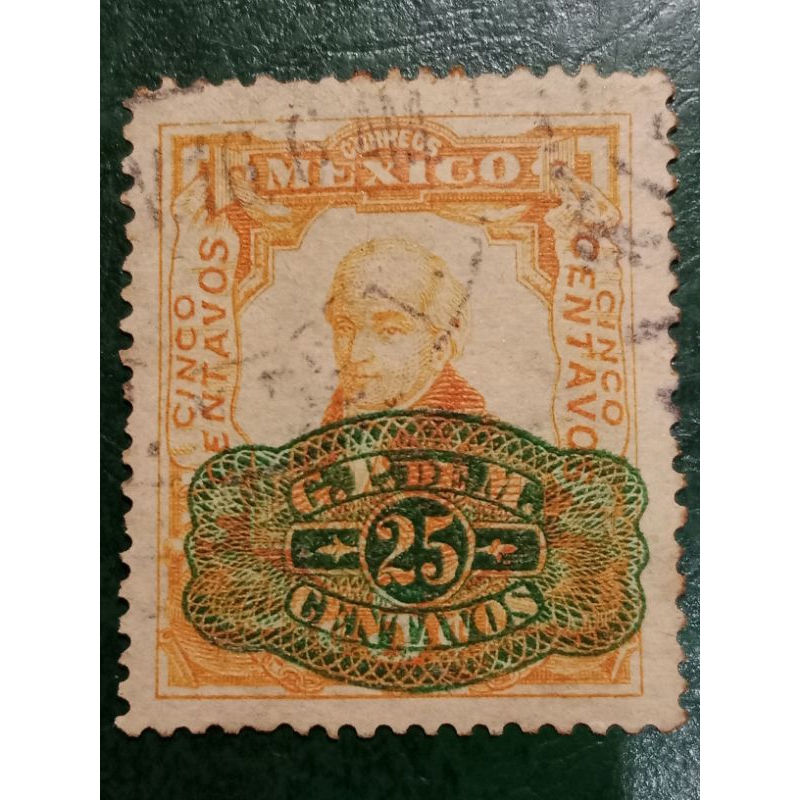 CORREOS
MEXICO
CINCO
CENTAVOS
CINCO
CENTAVOS
G.P. DE M.
25
CENTAVOS